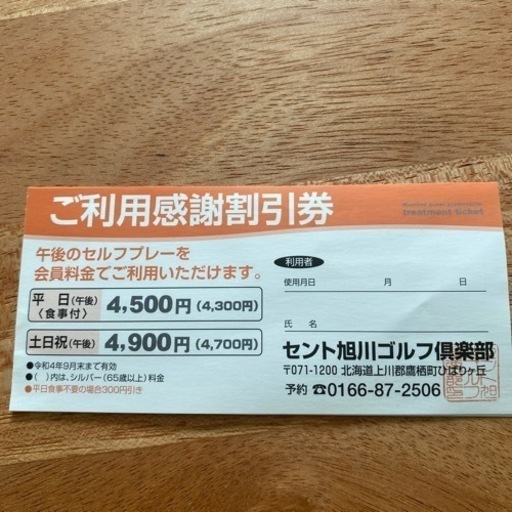 ご利用感謝割引券
treatment ticket
午後のセルフプレーを
会員料金でご利用いただけます。
平 日(午後)
〈食事付〉
4,500円(4,300円)
土日祝(午後)
4,900円(4,700円)
●令和4年9月末まで有効
●( )内は、シルバー(65歳以上)料金
●平日食事不要の場合300円引き
利用者
使用月日 月 日
氏 名
セント旭川ゴルフ倶楽部
〒071-1200 北海道上川郡鷹栖町ひばりヶ丘
予約 ☎0166-87-2506